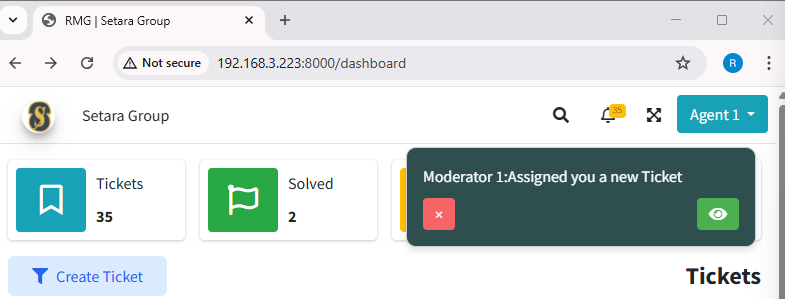 RMG | Setara Group
Not secure
192.168.3.223:8000/dashboard
R
Setara Group
35
Agent 1
Tickets
35
Solved
2
Moderator 1:Assigned you a new Ticket
×
Create Ticket
Tickets